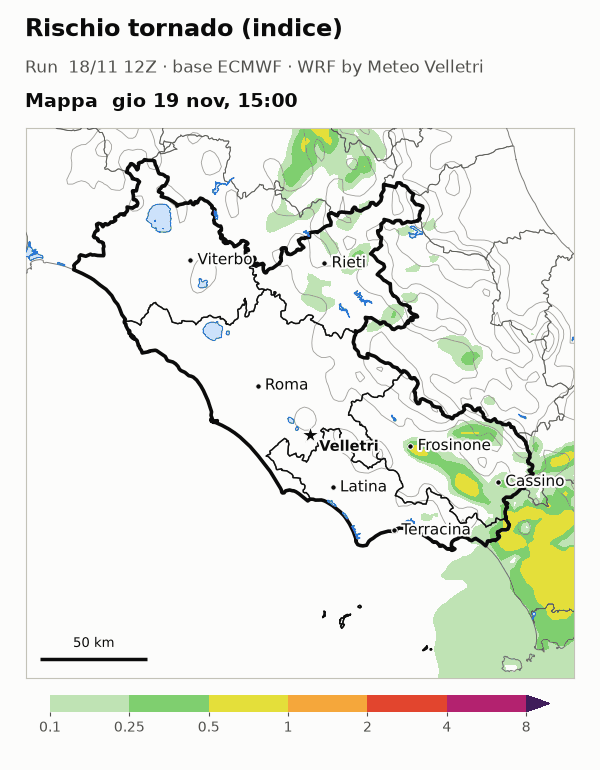 Rischio tornado (indice)
Run 18/11 12Z · base ECMWF · WRF by Meteo Velletri
Mappa gio 19 nov, 15:00
Viterbo
Rieti
Roma
Velletri
Frosinone
Cassino
Latina
Terracina
50 km
0.1 0.25 0.5 1 2 4 8